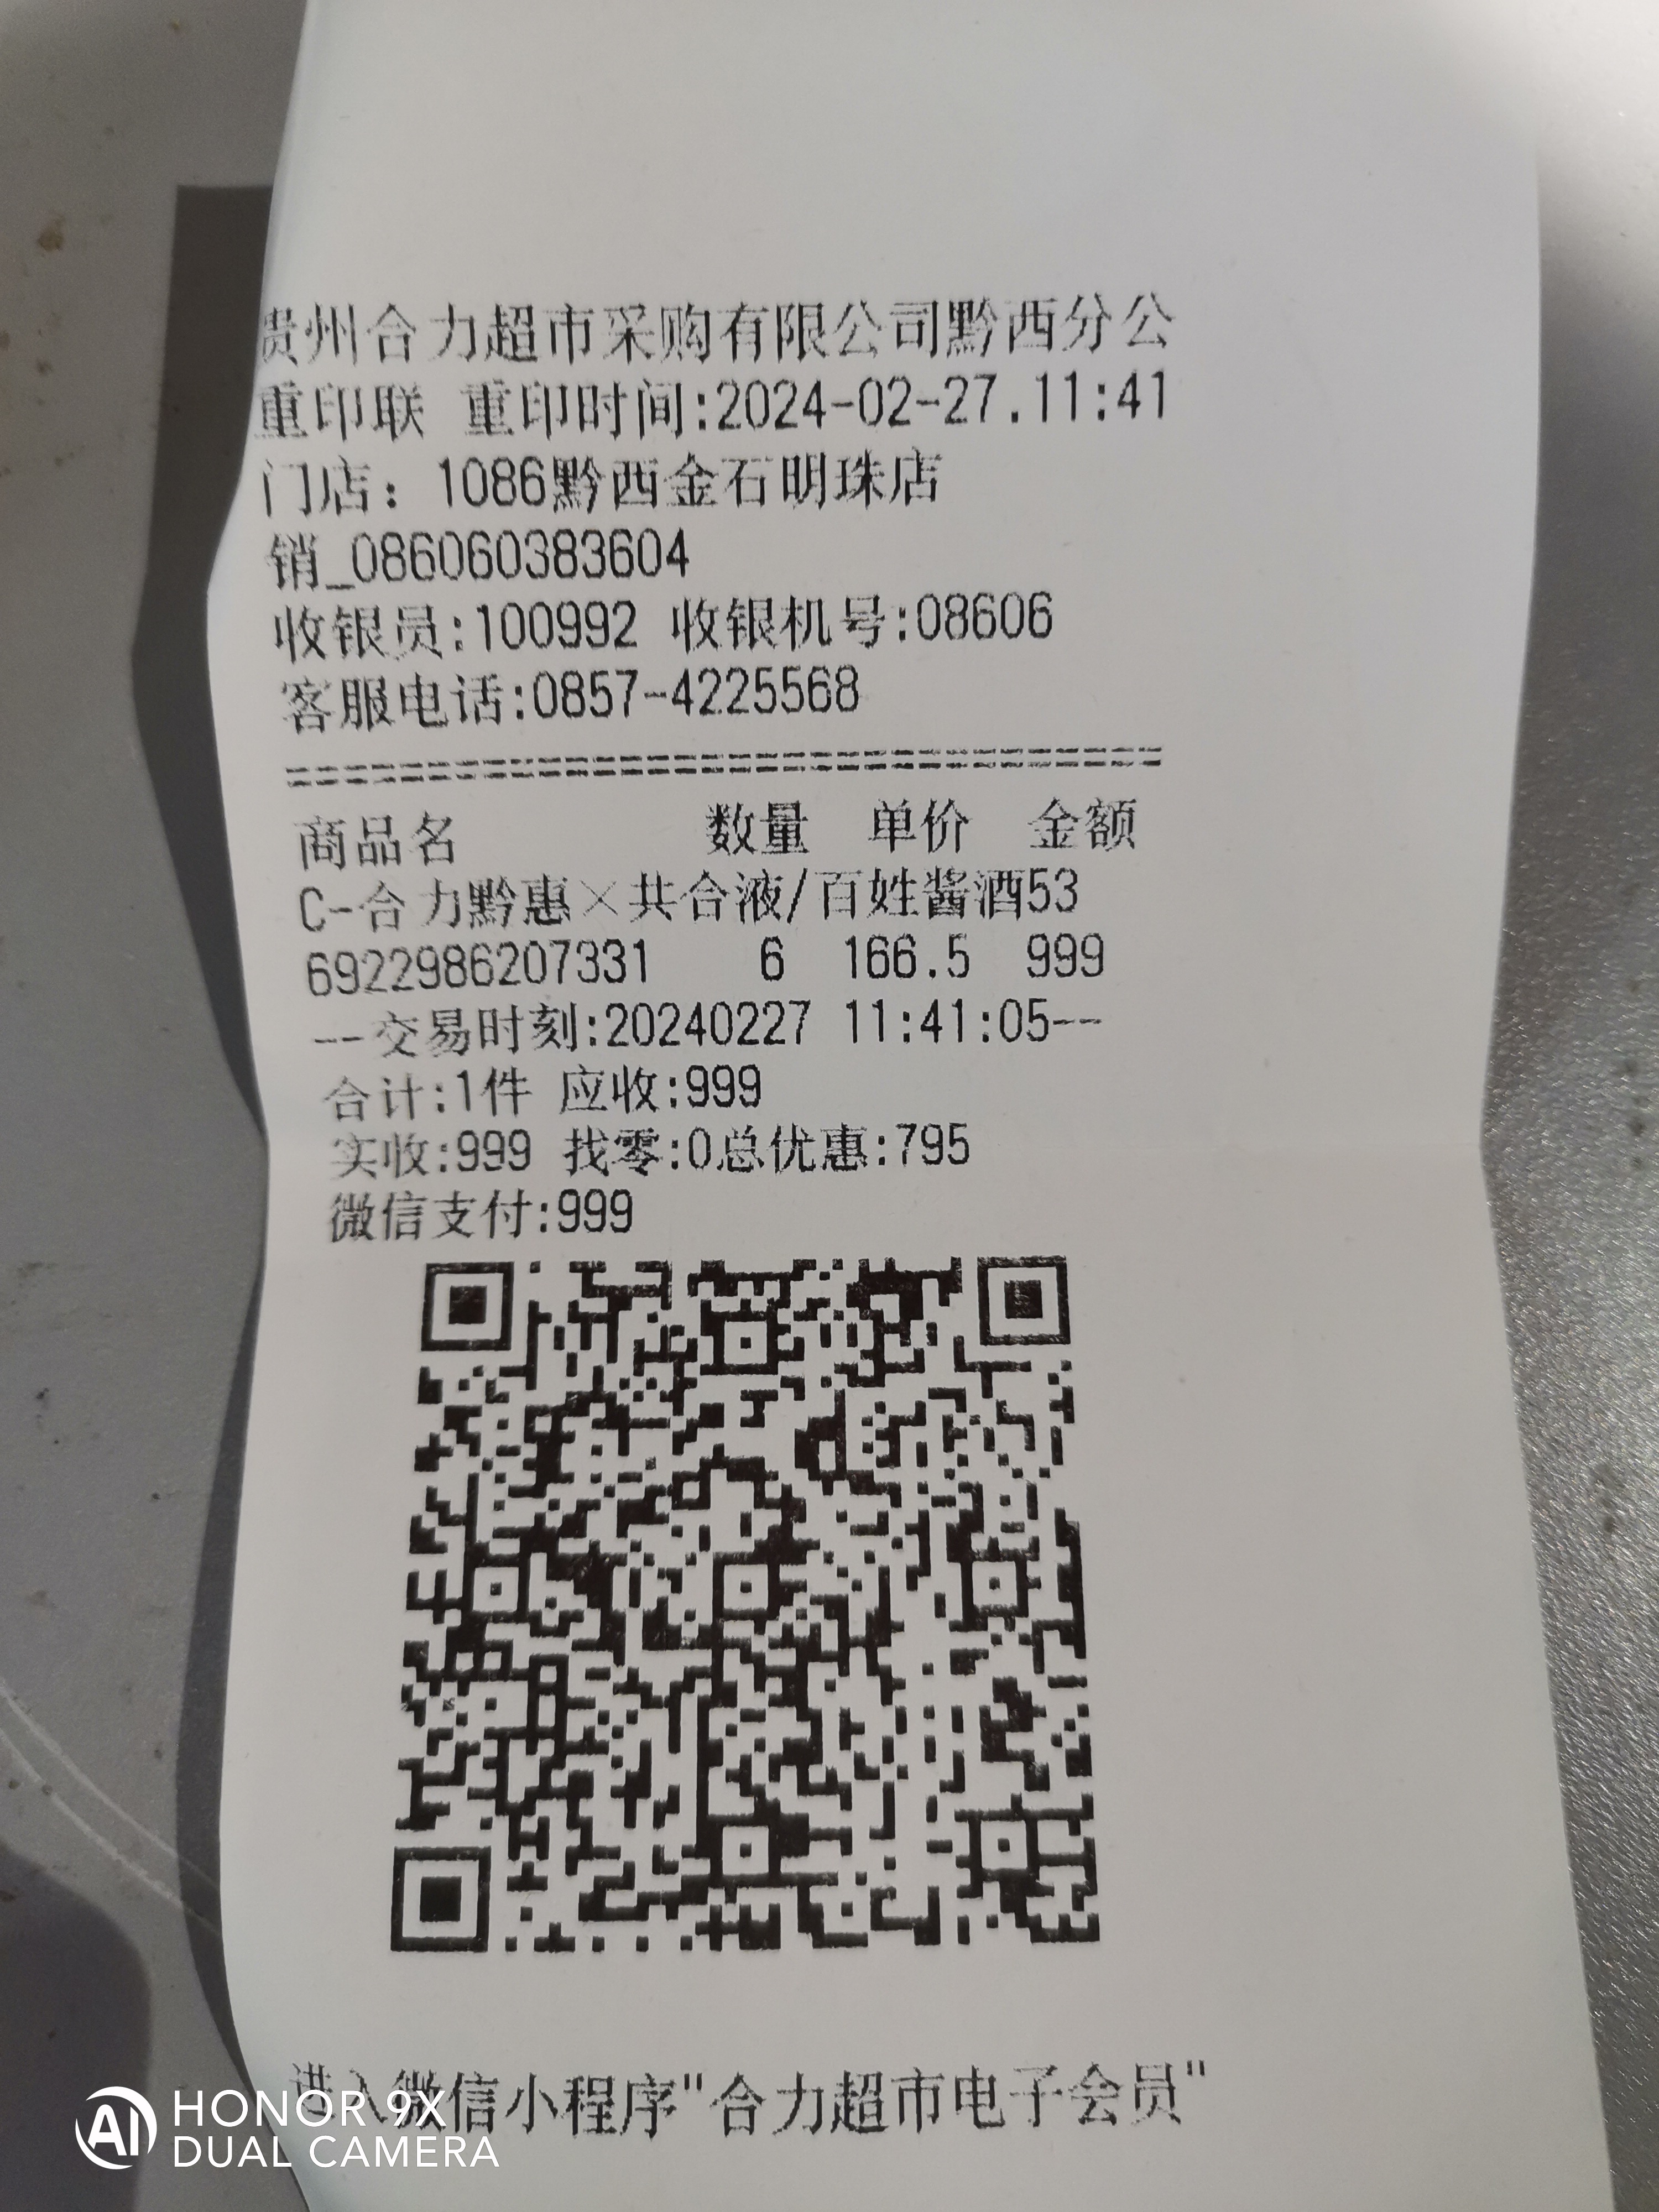 贵州合力超市采购有限公司黔西分公
重印联 重印时间:2024-02-27.11:41
门店：1086黔西金石明珠店
销_086060383604
收银员:100992 收银机号:08606
客服电话:0857-4225568
商品名 数量 单价 金额
C-合力黔惠×共合液/百姓酱酒53
6922986207331 6 166.5 999
--交易时刻:20240227 11:41:05--
合计:1件 应收:999
实收:999 找零:0总优惠:795
微信支付:999
进入微信小程序"合力超市电子会员"
AI HONOR 9X
DUAL CAMERA